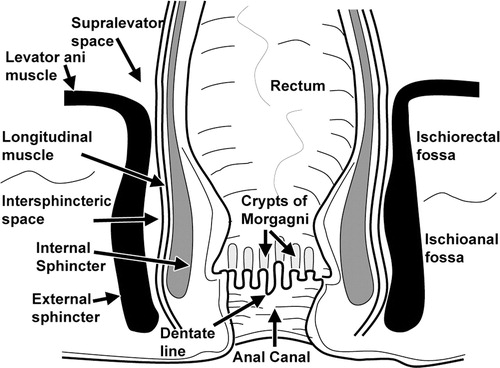 Supralevator
space
Levator ani
muscle
Rectum
Longitudinal
muscle
Ischiorectal
fossa
Intersphincteric
space
Crypts of
Morgagni
Internal
Sphincter
Ischioanal
fossa
External
sphincter
Dentate
line
Anal Canal